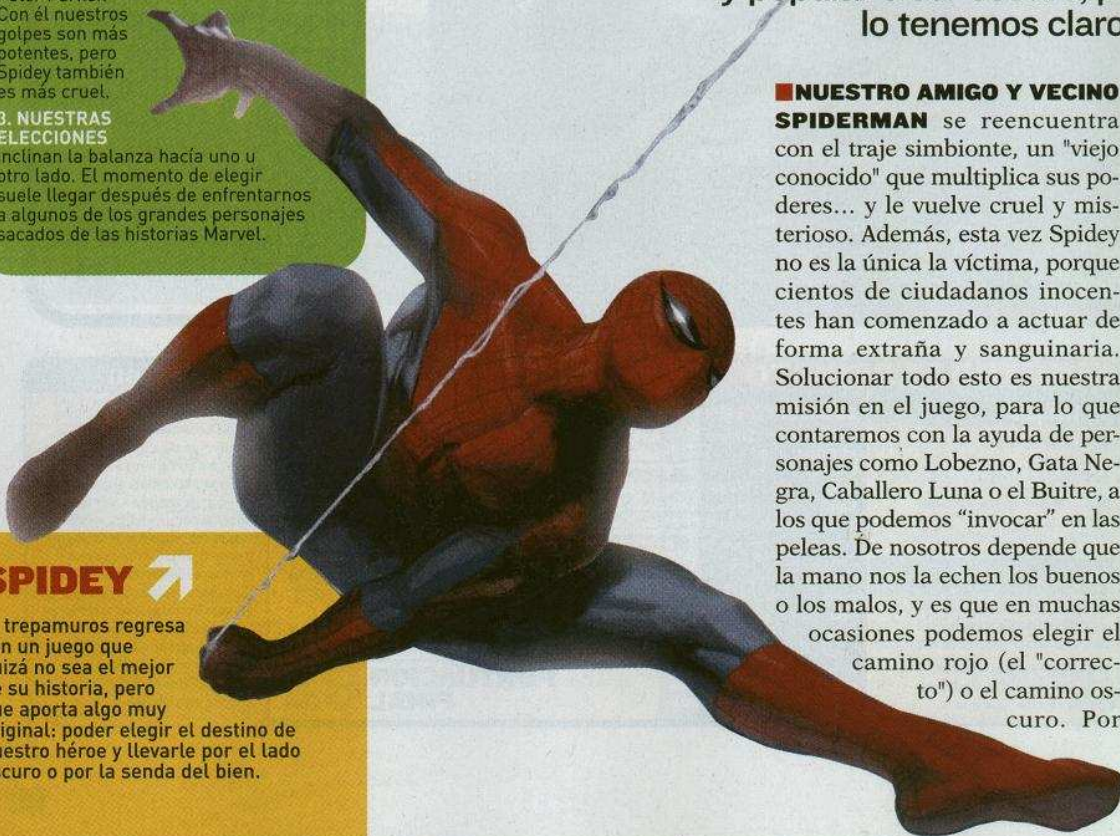 Con él nuestros
golpes son más
potentes, pero
Spidey también
es más cruel.
3. NUESTRAS
ELECCIONES
inclinan la balanza hacía uno u
otro lado. El momento de elegir
suele llegar después de enfrentarnos
a algunos de los grandes personajes
sacados de las historias Marvel.
SPIDEY
trepamuros regresa
en un juego que
quizá no sea el mejor
de su historia, pero
que aporta algo muy
original: poder elegir el destino de
nuestro héroe y llevarle por el lado
oscuro o por la senda del bien.
lo tenemos claro
NUESTRO AMIGO Y VECINO
SPIDERMAN se reencuentra
con el traje simbionte, un "viejo
conocido" que multiplica sus po-
deres... y le vuelve cruel y mis-
terioso. Además, esta vez Spidey
no es la única la víctima, porque
cientos de ciudadanos inocen-
tes han comenzado a actuar de
forma extraña y sanguinaria.
Solucionar todo esto es nuestra
misión en el juego, para lo que
contaremos con la ayuda de per-
sonajes como Lobezno, Gata Ne-
gra, Caballero Luna o el Buitre, a
los que podemos “invocar” en las
peleas. De nosotros depende que
la mano nos la echen los buenos
o los malos, y es que en muchas
ocasiones podemos elegir el
camino rojo (el "correc-
to") o el camino os-
curo. Por